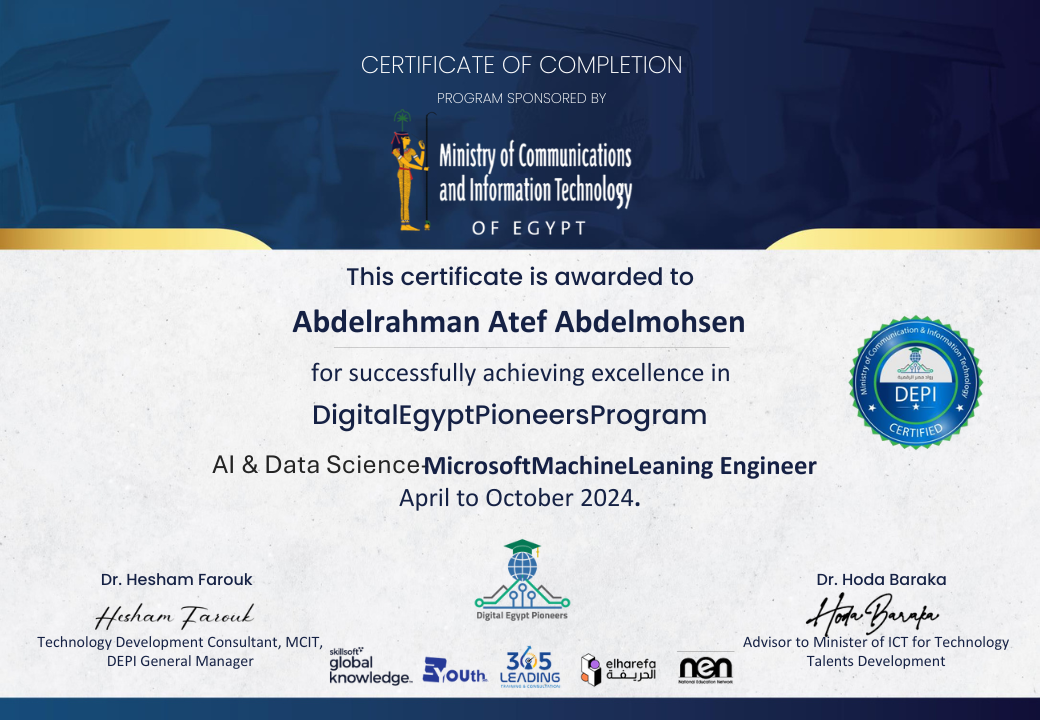 CERTIFICATE OF COMPLETION
PROGRAM SPONSORED BY
Ministry of Communications
and Information Technology
OF EGYPT
This certificate is awarded to
Abdelrahman Atef Abdelmohsen
for successfully achieving excellence in
DigitalEgyptPioneersProgram
AI & Data Science-MicrosoftMachineLeaning Engineer
April to October 2024.
Ministry of Communication & Information Technology
رواد مصر الرقمية
DEPI
CERTIFIED
Digital Egypt Pioneers
Dr. Hesham Farouk
Hesham Farouk
Technology Development Consultant, MCIT,
DEPI General Manager
Dr. Hoda Baraka
Hoda Baraka
Advisor to Minister of ICT for Technology
Talents Development
skillsoft
global
knowledge™
YOUth
365
LEADING
TRAINING & CONSULTATION
elharefa
الحريفة
nen
National Education Network